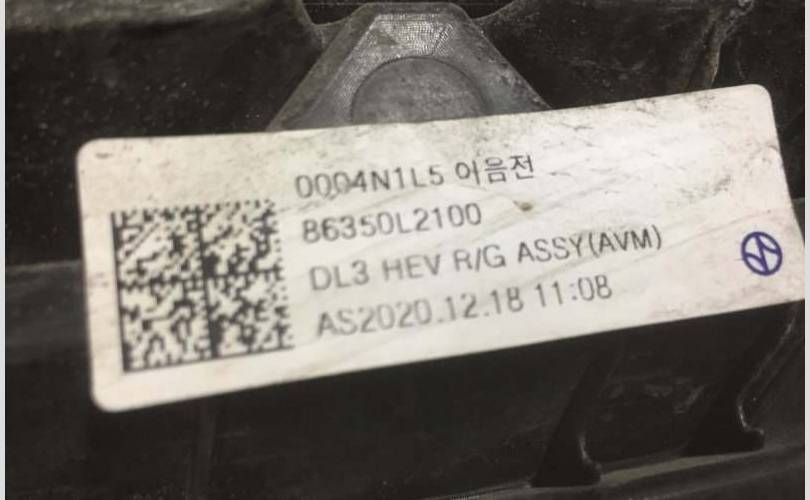 0004N1L5 어음전
86350L2100
DL3 HEV R/G ASSY(AVM)
AS2020.12.18 11:08